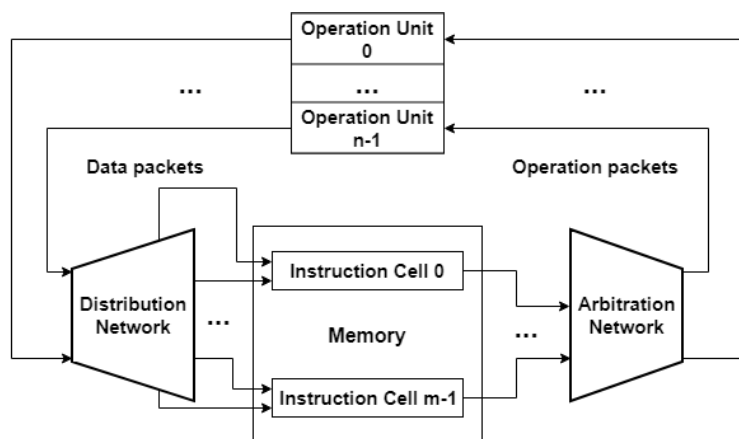 Operation Unit
0
...
...
...
Operation Unit
n-1
Data packets
Operation packets
Instruction Cell 0
Distribution
Network
...
Memory
...
Arbitration
Network
Instruction Cell m-1